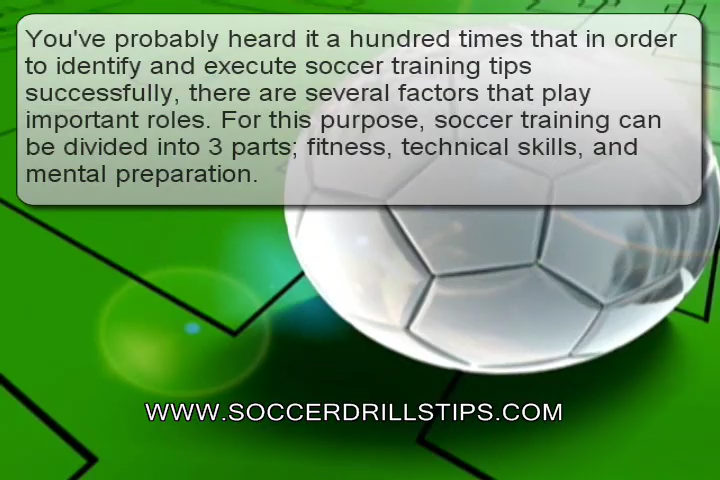 You've probably heard it a hundred times that in order
to identify and execute soccer training tips
successfully, there are several factors that play
important roles. For this purpose, soccer training can
be divided into 3 parts; fitness, technical skills, and
mental preparation.
WWW.SOCCERDRILLSTIPS.COM